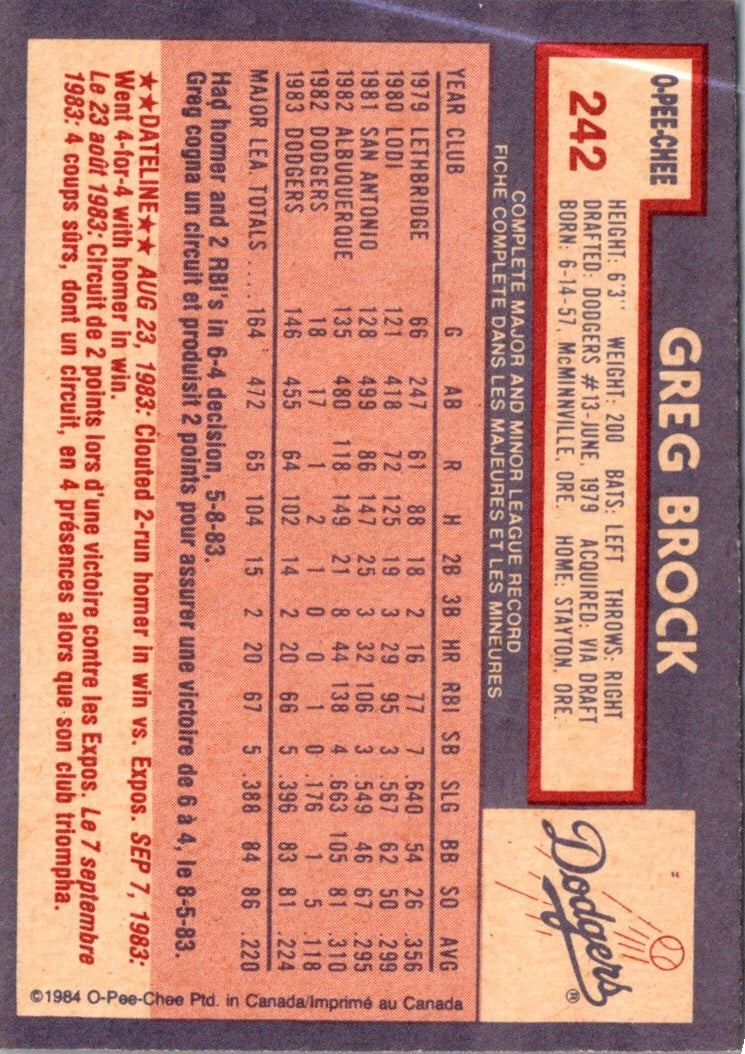 O-PEE-CHEE
242
GREG BROCK
HEIGHT: 6'3" WEIGHT: 200 BATS: LEFT THROWS: RIGHT
DRAFTED: DODGERS #13-JUNE, 1979 ACQUIRED: VIA DRAFT
BORN: 6-14-57, McMINNVILLE, ORE. HOME: STAYTON ORE.
Dodgers ®
COMPLETE MAJOR AND MINOR LEAGUE RECORD
FICHE COMPLETE DANS LES MAJEURES ET LES MINEURES
YEAR CLUB G AB R H 2B 3B HR RBI SB SLG BB SO AVG
1979 LETHBRIDGE 66 247 61 88 18 2 16 77 7 .640 54 26 .356
1980 LODI 121 418 72 125 19 3 29 95 3 .567 62 50 .299
1981 SAN ANTONIO 128 499 86 147 25 3 32 106 3 .549 46 67 .295
1982 ALBUQUERQUE 135 480 118 149 21 8 44 138 4 .663 105 81 .310
1982 DODGERS 18 17 1 2 1 0 0 1 0 .176 1 5 .118
1983 DODGERS 146 455 64 102 14 2 20 66 5 .396 83 81 .224
MAJOR LEA. TOTALS .... 164 472 65 104 15 2 20 67 5 .388 84 86 .220
Had homer and 2 RBI's in 6-4 decision, 5-8-83.
Greg cogna un circuit et produisit 2 points pour assurer une victoire de 6 à 4, le 8-5-83.
★★DATELINE★★ AUG 23, 1983: Clouted 2-run homer in win vs. Expos. SEP 7, 1983:
Went 4-for-4 with homer in win.
Le 23 août 1983: Circuit de 2 points lors d'une victoire contre les Expos. Le 7 septembre
1983: 4 coups sûrs, dont un circuit, en 4 présences alors que son club triompha.
©1984 O-Pee-Chee Ptd. in Canada/Imprimé au Canada